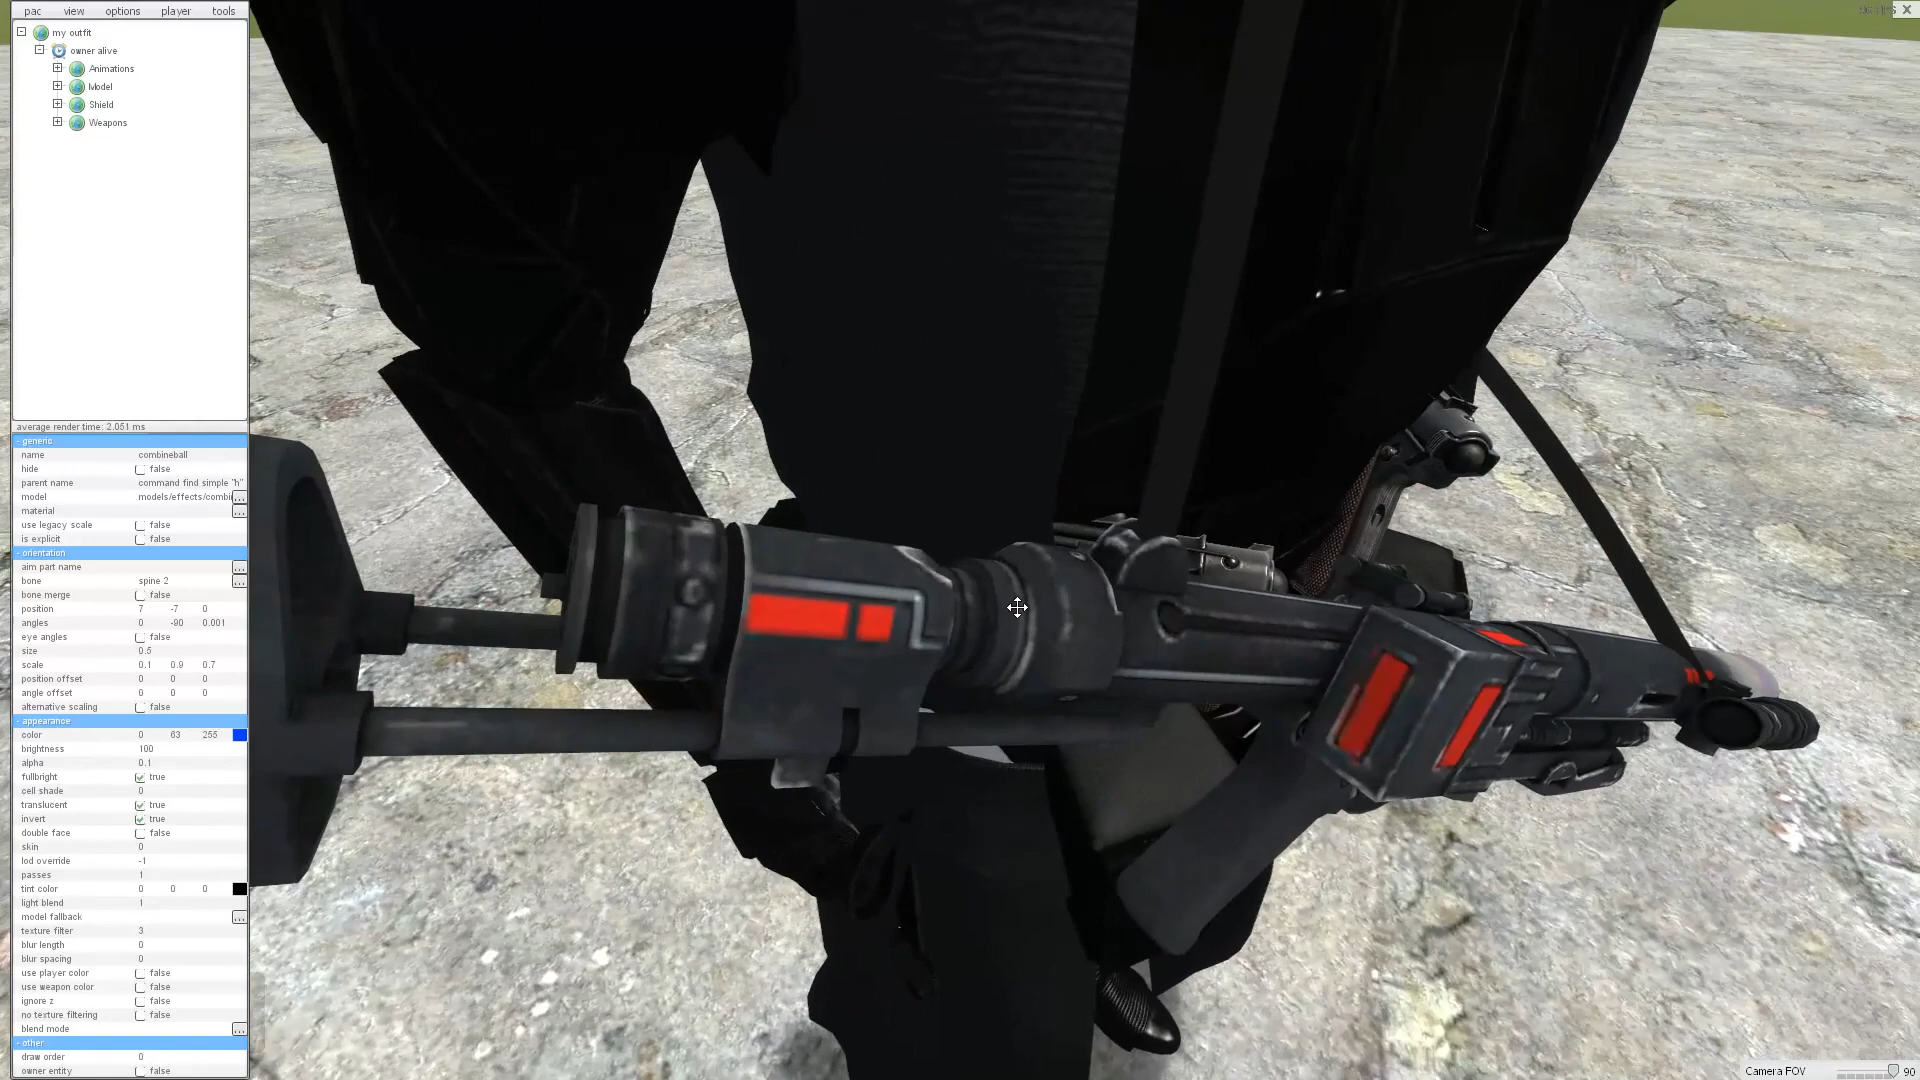 pac view options player tools
my outfit
owner alive
Animations
Model
Shield
Weapons
average render time: 2.051 ms
- generic
name combineball
hide false
parent name command find simple "h"
model models/effects/combi ...
material ...
use legacy scale false
is explicit false
- orientation
aim part name ...
bone spine 2 ...
bone merge false
position 7 -7 0
angles 0 -90 0.001
eye angles false
size 0.5
scale 0.1 0.9 0.7
position offset 0 0 0
angle offset 0 0 0
alternative scaling false
- appearance
color 0 63 255
brightness 100
alpha 0.1
fullbright true
cell shade 0
translucent true
invert true
double face false
skin 0
lod override -1
passes 1
tint color 0 0 0
light blend 1
model fallback ...
texture filter 3
blur length 0
blur spacing 0
use player color false
use weapon color false
ignore z false
no texture filtering false
blend mode ...
- other
draw order 0
owner entity false
Camera FOV 90